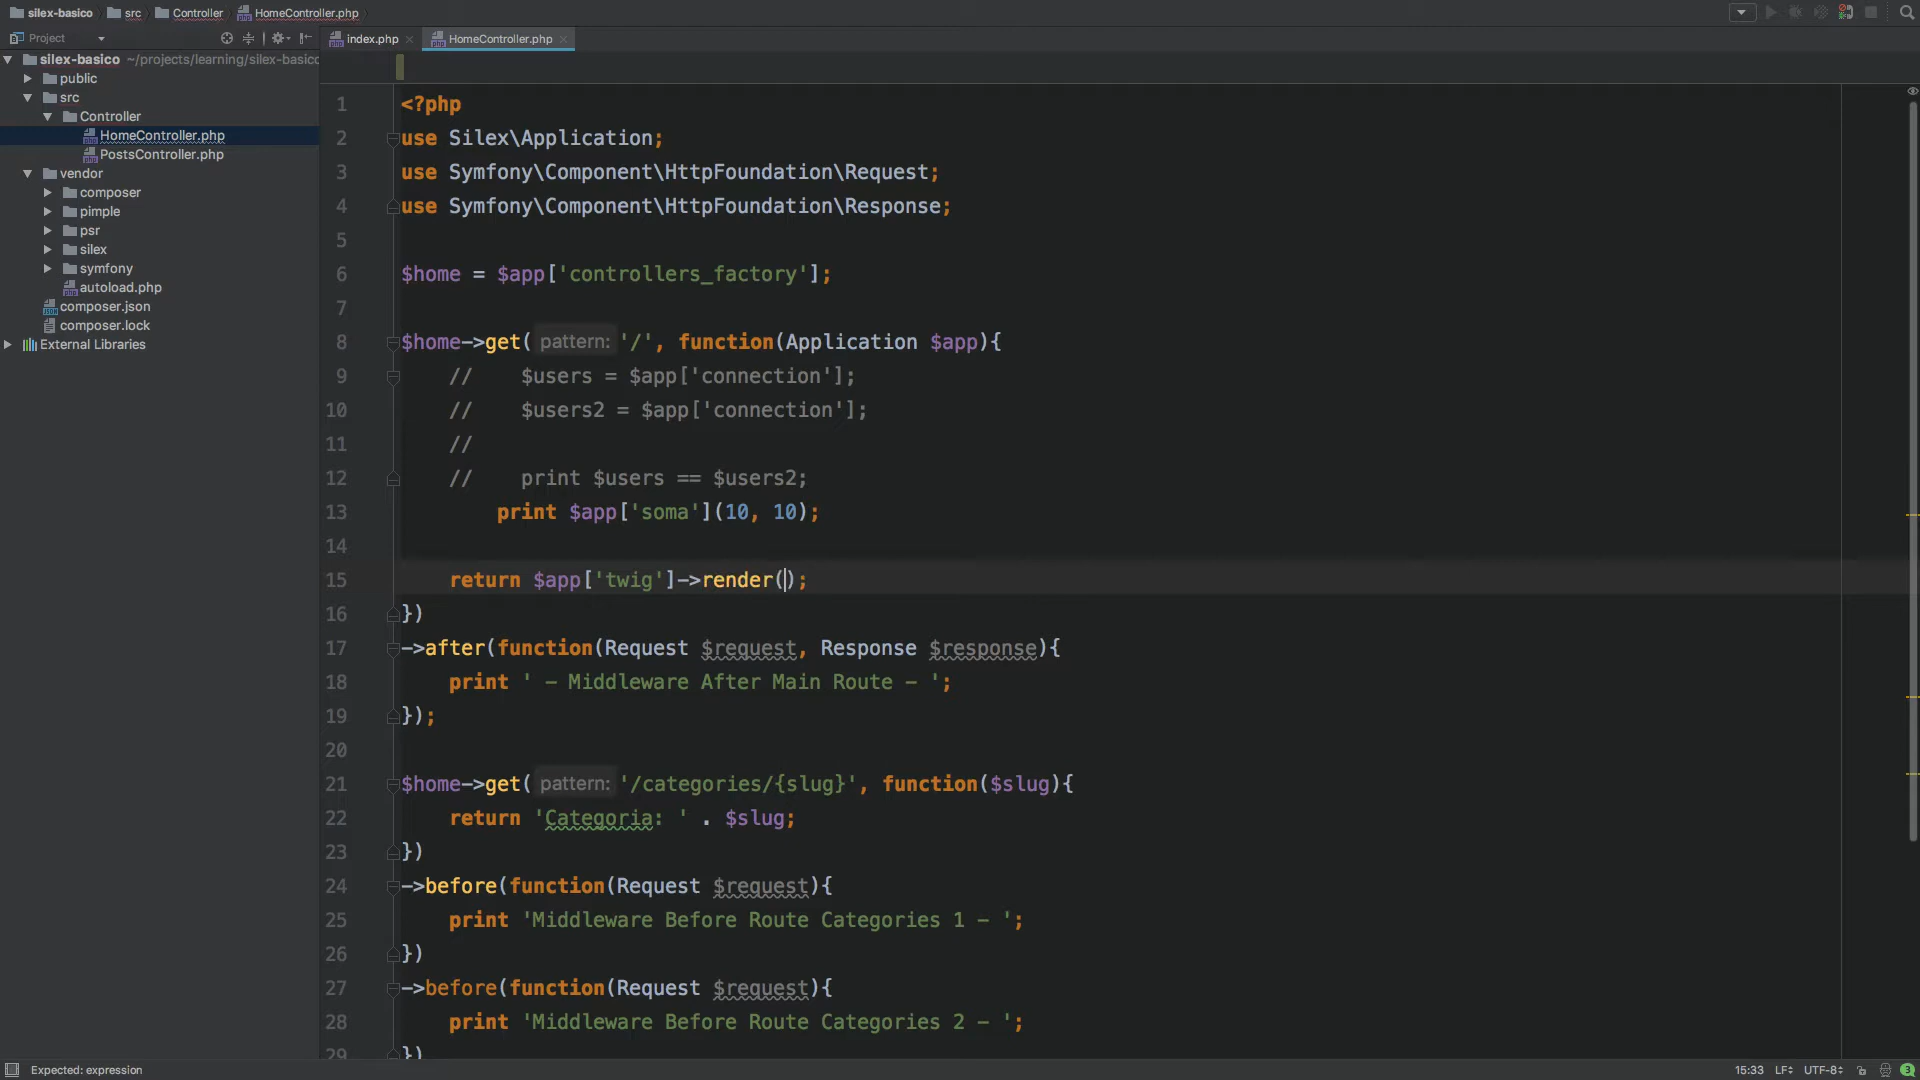 silex-basico src Controller HomeController.php
Project
index.php HomeController.php
silex-basico ~/projects/learning/silex-basico
public
src
Controller
HomeController.php
PostsController.php
vendor
composer
pimple
psr
silex
symfony
autoload.php
composer.json
composer.lock
External Libraries
1 <?php
2 use Silex\Application;
3 use Symfony\Component\HttpFoundation\Request;
4 use Symfony\Component\HttpFoundation\Response;
5
6 $home = $app['controllers_factory'];
7
8 $home->get( pattern: '/', function(Application $app){
9 // $users = $app['connection'];
10 // $users2 = $app['connection'];
11 //
12 // print $users == $users2;
13 print $app['soma'](10, 10);
14
15 return $app['twig']->render();
16 })
17 ->after(function(Request $request, Response $response){
18 print ' - Middleware After Main Route - ';
19 });
20
21 $home->get( pattern: '/categories/{slug}', function($slug){
22 return 'Categoria: ' . $slug;
23 })
24 ->before(function(Request $request){
25 print 'Middleware Before Route Categories 1 - ';
26 })
27 ->before(function(Request $request){
28 print 'Middleware Before Route Categories 2 - ';
29 })
Expected: expression 15:33 LF UTF-8 3